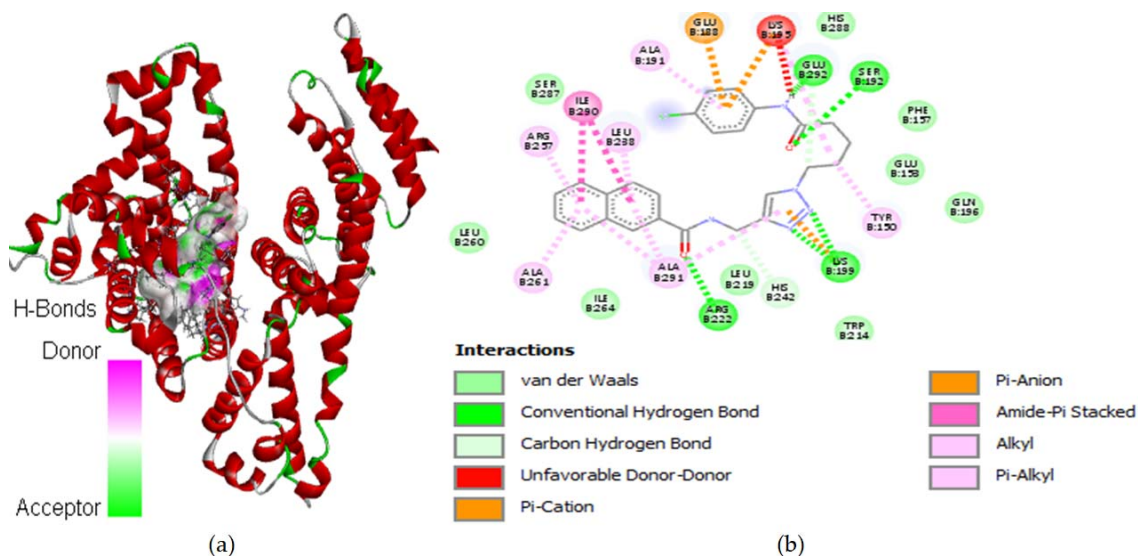 H-Bonds
Donor
Acceptor
(a)
GLU
B:188
LYS
B:195
HIS
B:288
ALA
B:191
GLU
B:292
SER
B:192
SER
B:287
ILE
B:290
PHE
B:157
ARG
B:257
LEU
B:238
GLU
B:153
GLN
B:196
TYR
B:150
LEU
B:260
LYS
B:199
ALA
B:261
ALA
B:291
LEU
B:219
HIS
B:242
ILE
B:264
ARG
B:222
TRP
B:214
H
N
Interactions
van der Waals
Conventional Hydrogen Bond
Carbon Hydrogen Bond
Unfavorable Donor-Donor
Pi-Cation
Pi-Anion
Amide-Pi Stacked
Alkyl
Pi-Alkyl
(b)